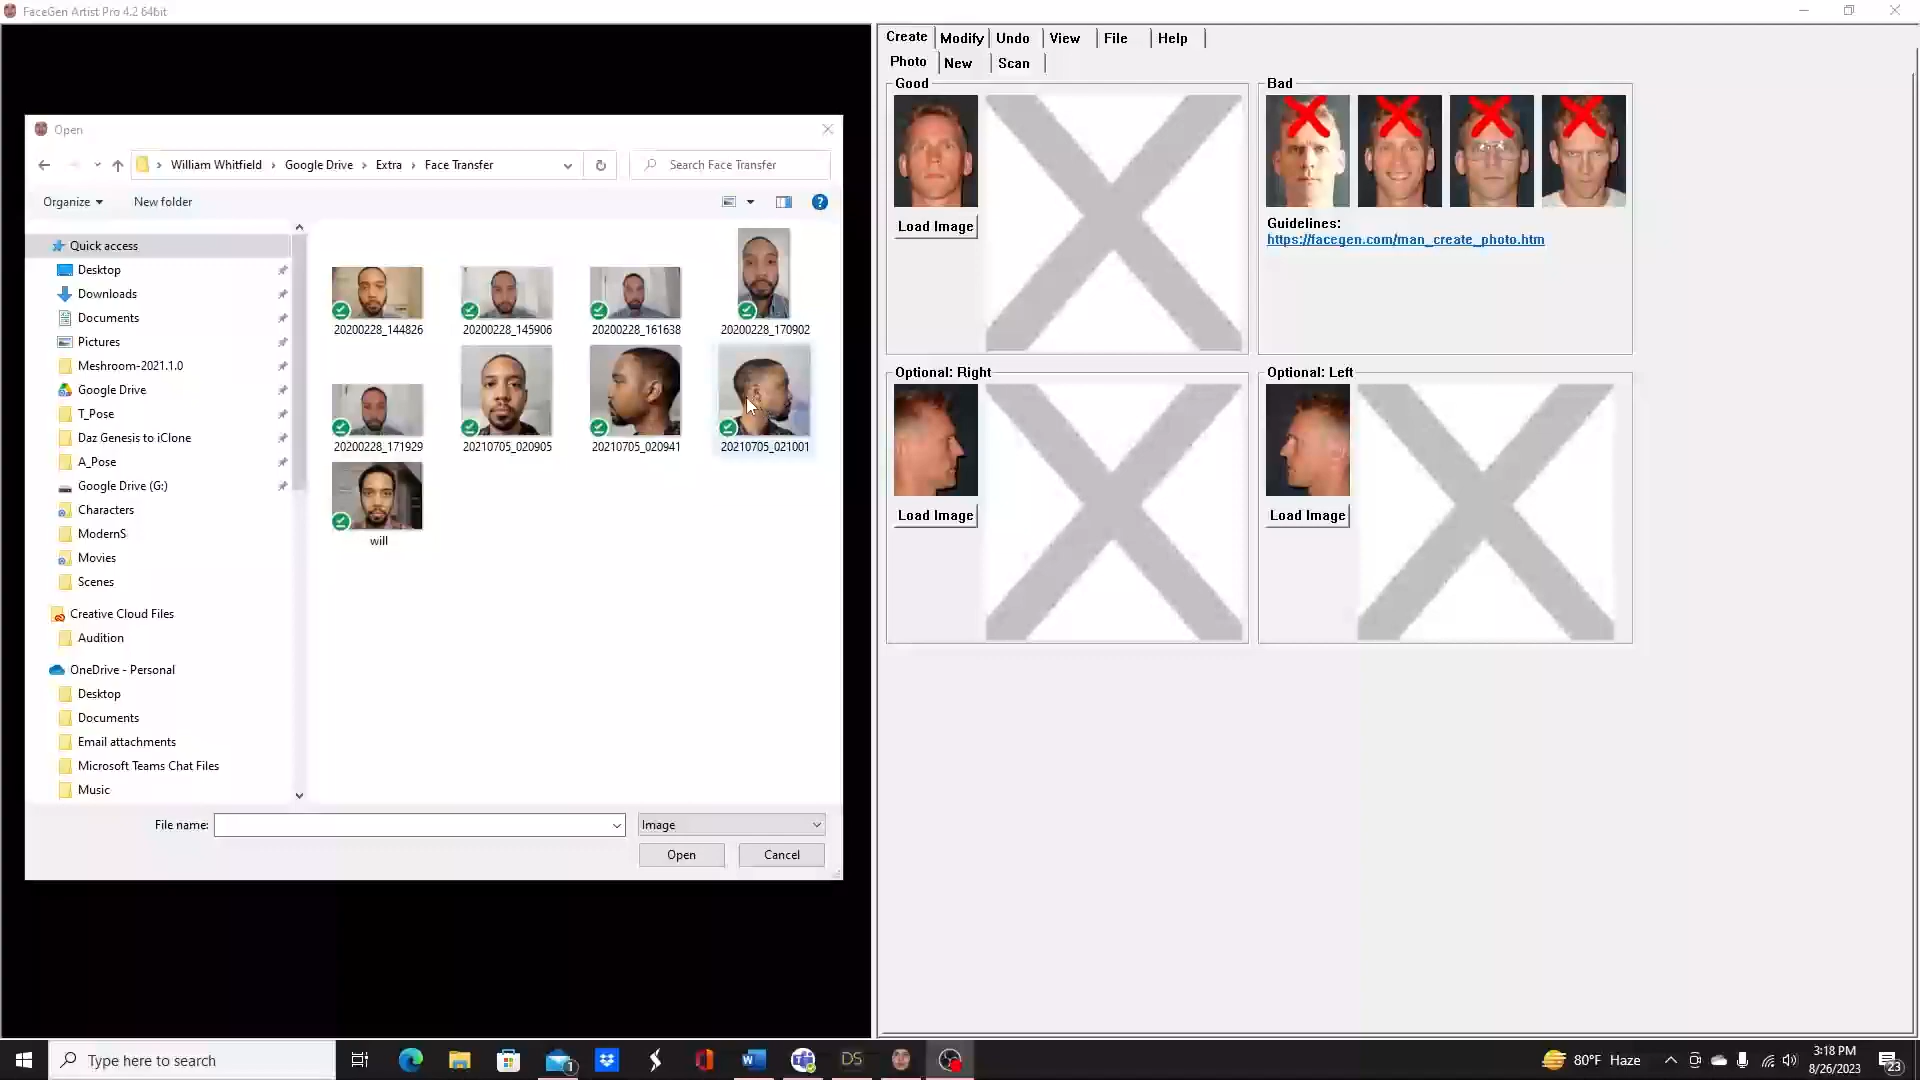 FaceGen Artist Pro 4.2 64bit
Create Modify Undo View File Help
Photo New Scan
Open
William Whitfield Google Drive Extra Face Transfer
Search Face Transfer
Organize New folder
Quick access
Desktop
Downloads
Documents
Pictures
Meshroom-2021.1.0
Google Drive
T_Pose
Daz Genesis to iClone
A_Pose
Google Drive (G:)
Characters
ModernS
Movies
Scenes
Creative Cloud Files
Audition
OneDrive - Personal
Desktop
Documents
Email attachments
Microsoft Teams Chat Files
Music
20200228_144826 20200228_145906 20200228_161638 20200228_170902
20200228_171929 20210705_020905 20210705_020941 20210705_021001
will
File name: Image
Open Cancel
Good
Load Image
Bad
Guidelines:
https://facegen.com/man_create_photo.htm
Optional: Right
Load Image
Optional: Left
Load Image
Type here to search
1
W
DS
80°F Haze
3:18 PM
8/26/2023
23